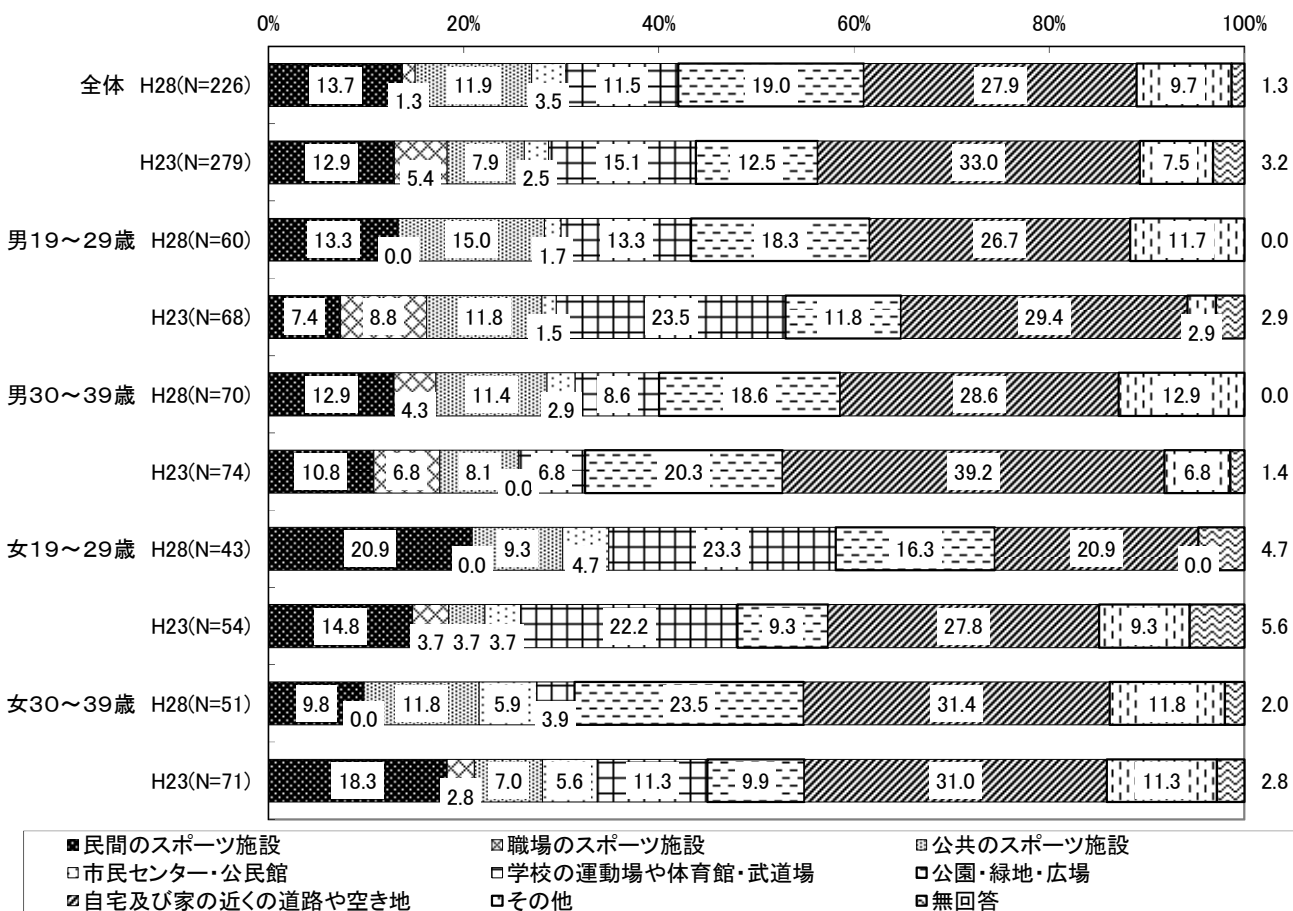 0% 20% 40% 60% 80% 100%
全体 H28(N=226) 13.7 1.3 11.9 3.5 11.5 19.0 27.9 9.7 1.3
H23(N=279) 12.9 5.4 7.9 2.5 15.1 12.5 33.0 7.5 3.2
男19～29歳 H28(N=60) 13.3 0.0 15.0 1.7 13.3 18.3 26.7 11.7 0.0
H23(N=68) 7.4 8.8 11.8 1.5 23.5 11.8 29.4 2.9 2.9
男30～39歳 H28(N=70) 12.9 4.3 11.4 2.9 8.6 18.6 28.6 12.9 0.0
H23(N=74) 10.8 6.8 8.1 0.0 6.8 20.3 39.2 6.8 1.4
女19～29歳 H28(N=43) 20.9 0.0 9.3 4.7 23.3 16.3 20.9 0.0 4.7
H23(N=54) 14.8 3.7 3.7 3.7 22.2 9.3 27.8 9.3 5.6
女30～39歳 H28(N=51) 9.8 0.0 11.8 5.9 3.9 23.5 31.4 11.8 2.0
H23(N=71) 18.3 2.8 7.0 5.6 11.3 9.9 31.0 11.3 2.8
民間のスポーツ施設 職場のスポーツ施設 公共のスポーツ施設
市民センター・公民館 学校の運動場や体育館・武道場 公園・緑地・広場
自宅及び家の近くの道路や空き地 その他 無回答